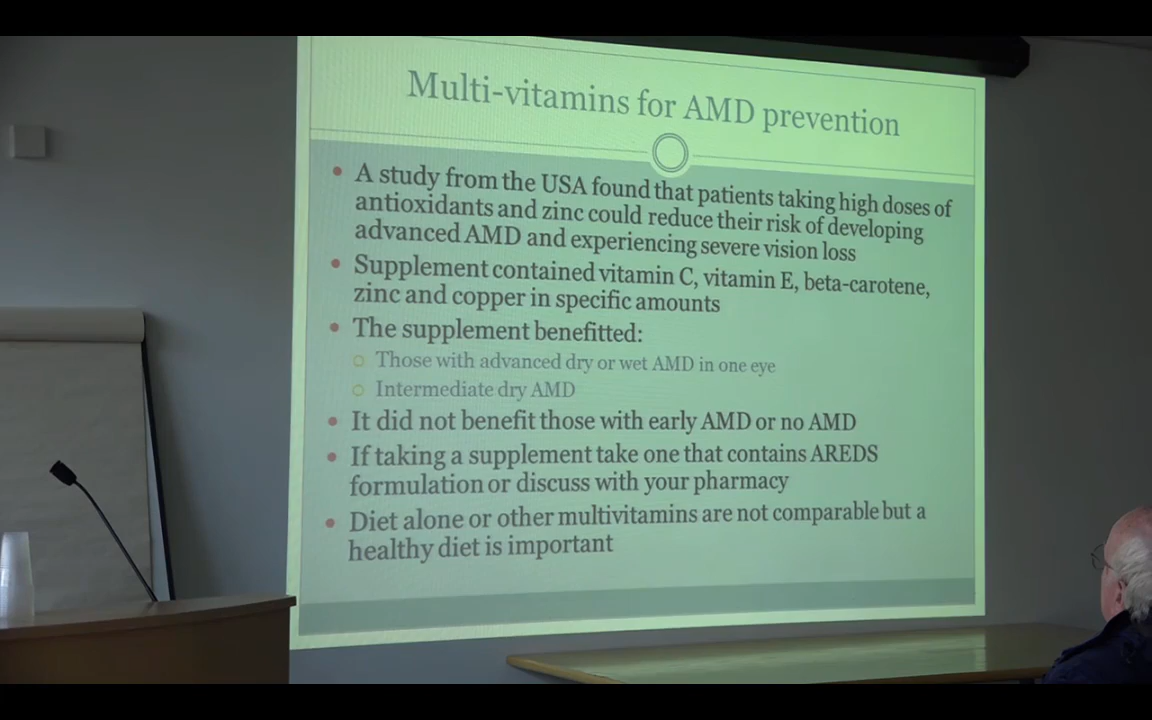 Multi-vitamins for AMD prevention
A study from the USA found that patients taking high doses of
antioxidants and zinc could reduce their risk of developing
advanced AMD and experiencing severe vision loss
Supplement contained vitamin C, vitamin E, beta-carotene,
zinc and copper in specific amounts
The supplement benefitted:
Those with advanced dry or wet AMD in one eye
Intermediate dry AMD
It did not benefit those with early AMD or no AMD
If taking a supplement take one that contains AREDS
formulation or discuss with your pharmacy
Diet alone or other multivitamins are not comparable but a
healthy diet is important